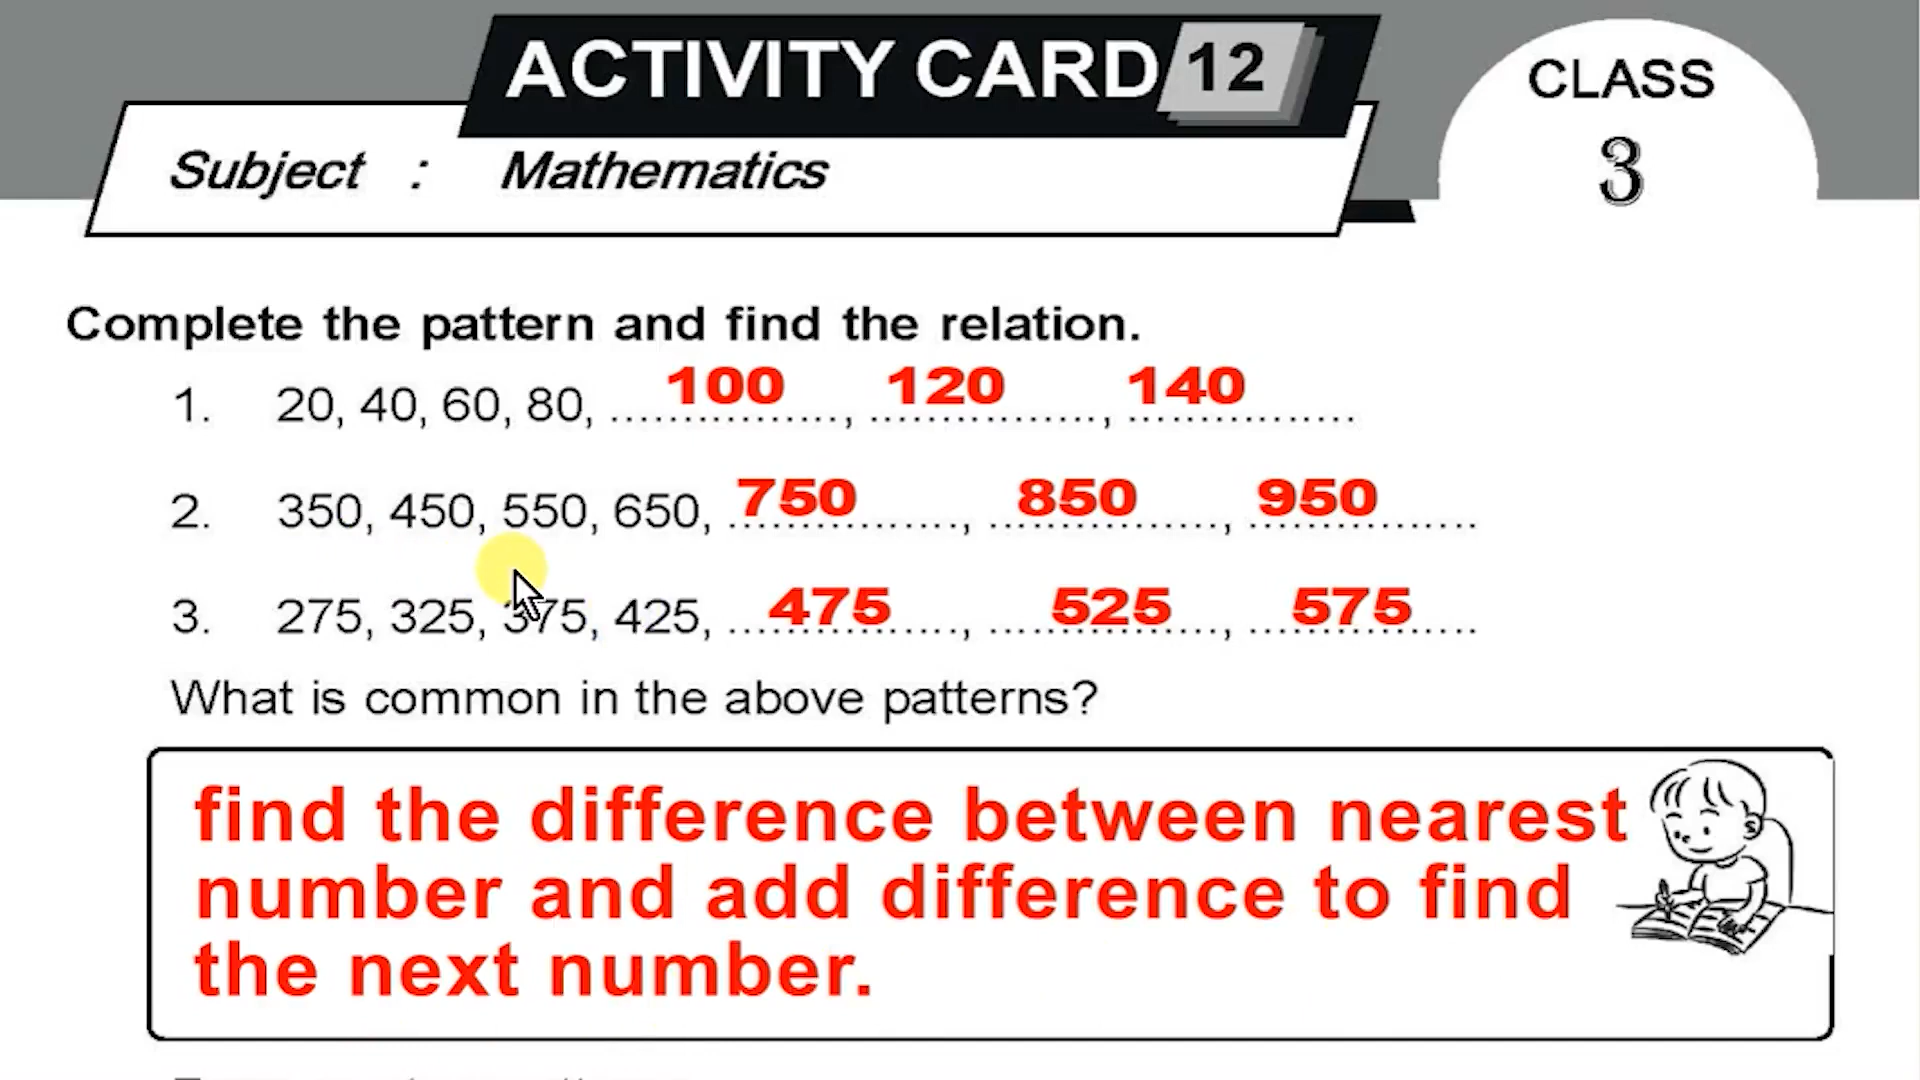 ACTIVITY CARD 12
CLASS
3
Subject : Mathematics
Complete the pattern and find the relation.
1. 20, 40, 60, 80, 100, 120, 140
2. 350, 450, 550, 650, 750, 850, 950
3. 275, 325, 375, 425, 475, 525, 575
What is common in the above patterns?
find the difference between nearest
number and add difference to find
the next number.